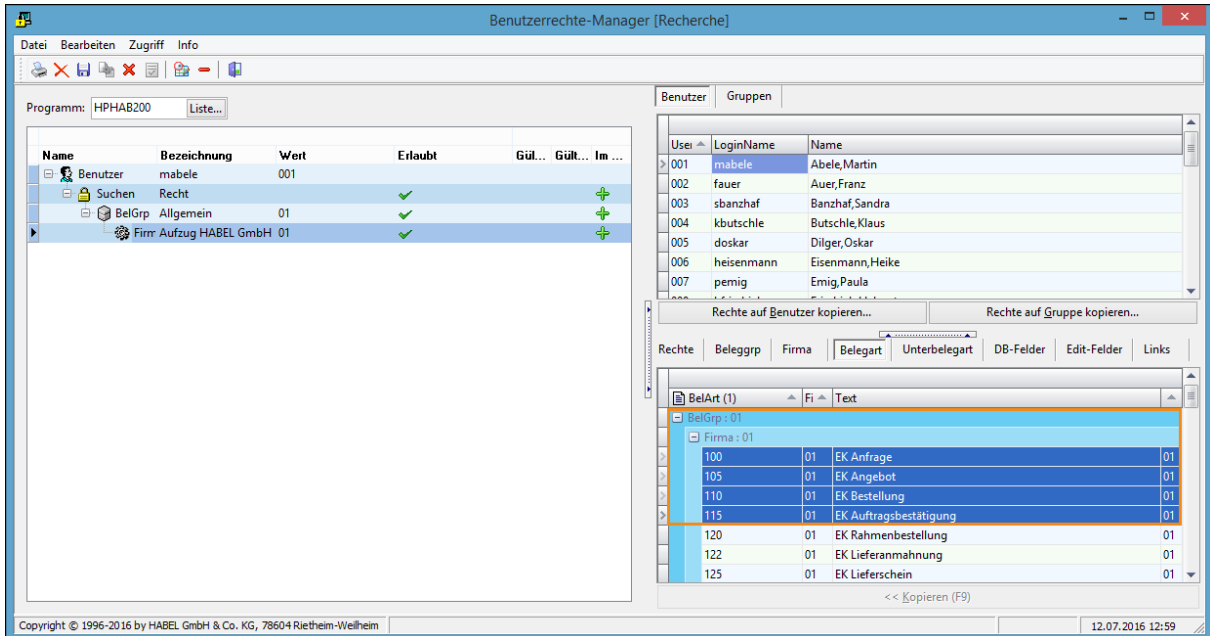 Benutzerrechte-Manager [Recherche]
Datei Bearbeiten Zugriff Info
Programm: HPHAB200 Liste...
Name Bezeichnung Wert Erlaubt Gül... Gült... Im ...
Benutzer mabele 001
Suchen Recht
BelGrp Allgemein 01
Firm Aufzug HABEL GmbH 01
Benutzer Gruppen
User LoginName Name
001 mabele Abele,Martin
002 fauer Auer,Franz
003 sbanzhaf Banzhaf,Sandra
004 kbutschle Butschle,Klaus
005 doskar Dilger,Oskar
006 heisenmann Eisenmann,Heike
007 pemig Emig,Paula
Rechte auf Benutzer kopieren... Rechte auf Gruppe kopieren...
Rechte Beleggrp Firma Belegart Unterbelegart DB-Felder Edit-Felder Links
BelArt (1) Fi Text
BelGrp : 01
Firma : 01
100 01 EK Anfrage 01
105 01 EK Angebot 01
110 01 EK Bestellung 01
115 01 EK Auftragsbestätigung 01
120 01 EK Rahmenbestellung 01
122 01 EK Lieferanmahnung 01
125 01 EK Lieferschein 01
<< Kopieren (F9)
Copyright © 1996-2016 by HABEL GmbH & Co. KG, 78604 Rietheim-Weilheim 12.07.2016 12:59